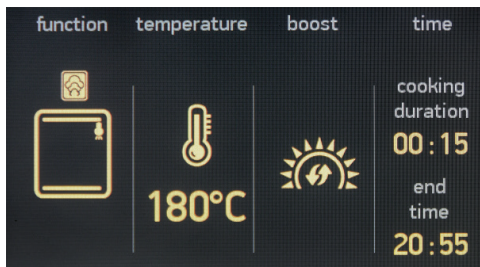 function temperature boost time
cooking
duration
00:15
180°C
end
time
20:55